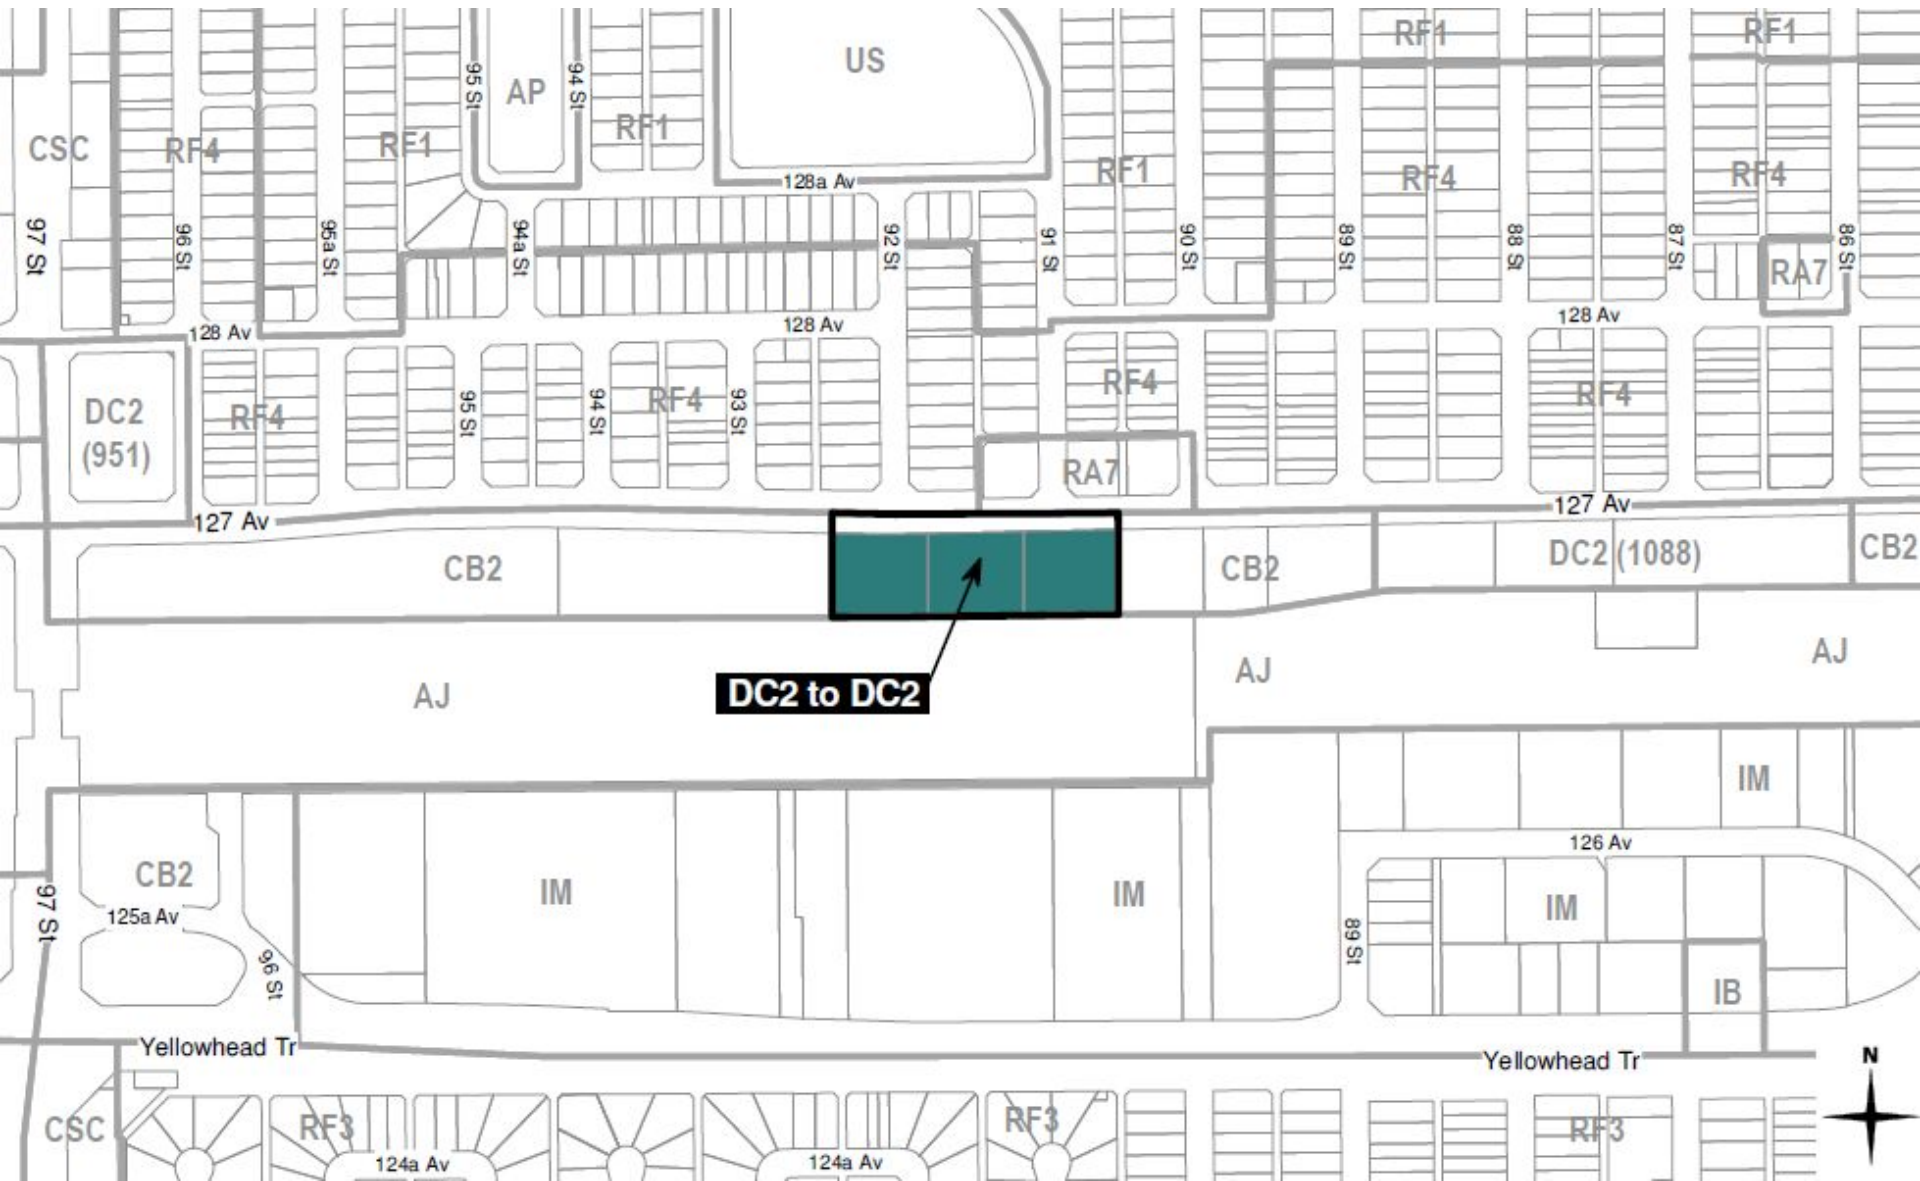 RF1
RF1
US
95 St
AP
94 St
RF1
CSC
RF4
RF1
RF1
RF4
RF4
128a Av
97 St
96 St
95a St
94a St
92 St
91 St
90 St
89 St
88 St
87 St
86 St
RA7
128 Av
128 Av
128 Av
DC2
(951)
RF4
95 St
94 St
RF4
93 St
RF4
RF4
RA7
127 Av
127 Av
CB2
CB2
DC2 (1088)
CB2
DC2 to DC2
AJ
AJ
AJ
IM
126 Av
CB2
IM
IM
IM
97 St
125a Av
96 St
89 St
IB
Yellowhead Tr
Yellowhead Tr
N
CSC
RF3
RF3
RF3
124a Av
124a Av